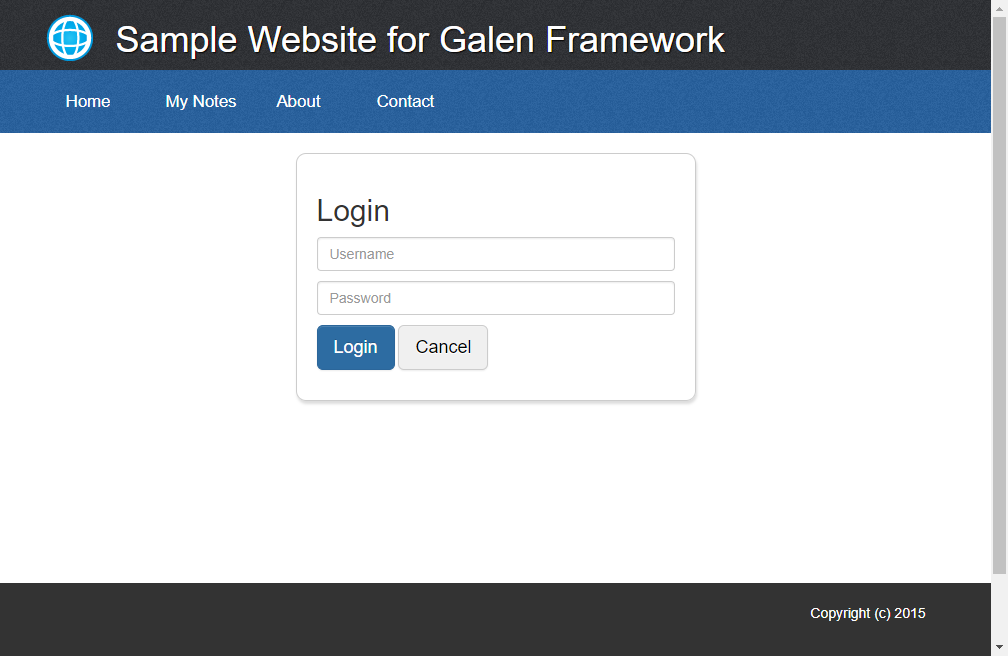 Sample Website for Galen Framework
Home My Notes About Contact
Login
Username
Password
Login Cancel
Copyright (c) 2015